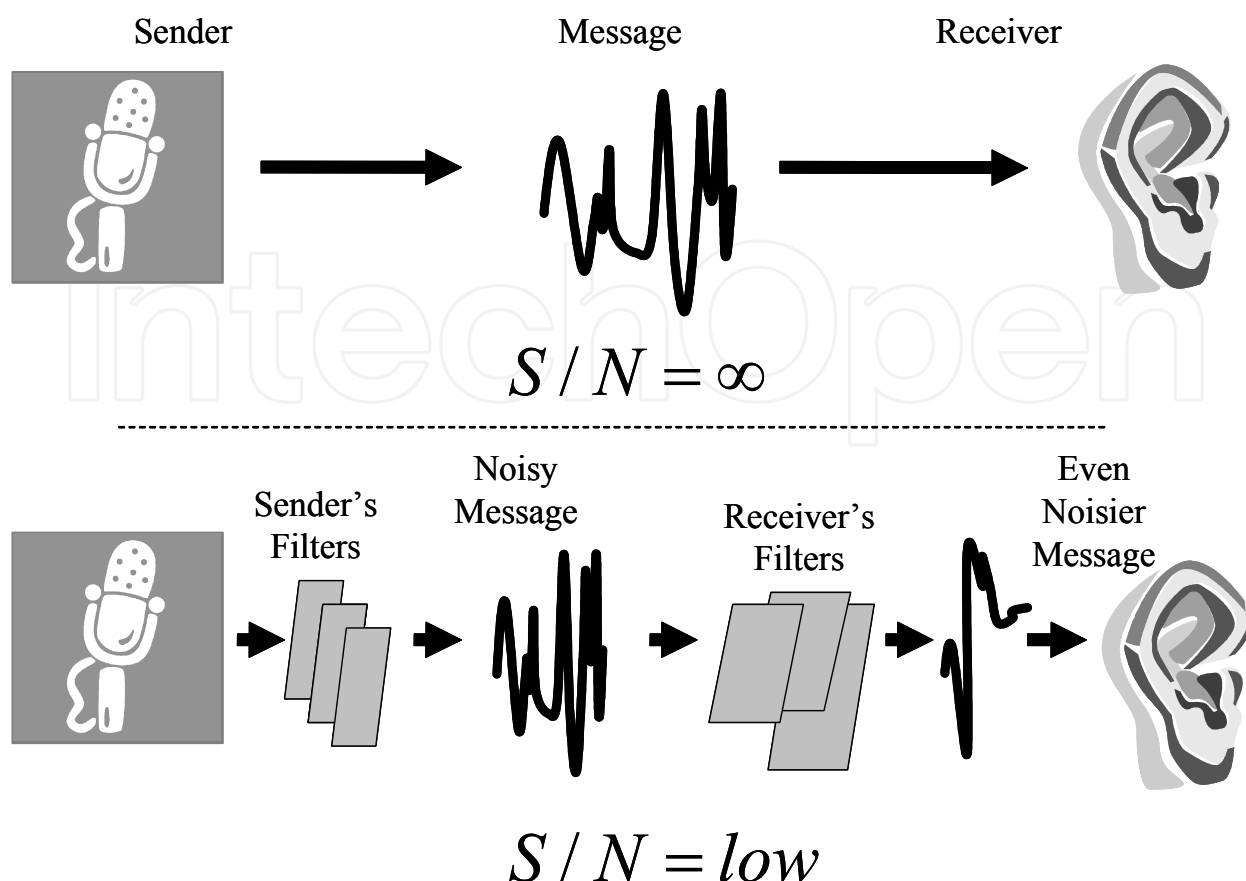 Sender
Message
Receiver
IntechOpen
S / N = ∞
Noisy
Message
Even
Noisier
Message
Sender’s
Filters
Receiver’s
Filters
S / N = low